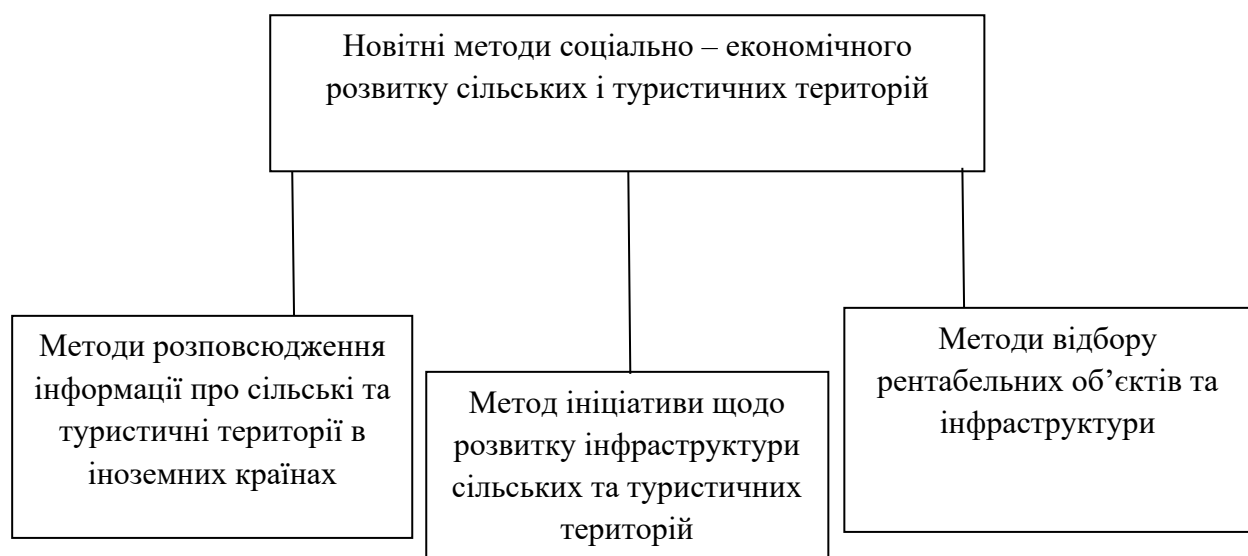 Новітні методи соціально – економічного
розвитку сільських і туристичних територій
Методи розповсюдження
інформації про сільські та
туристичні території в
іноземних країнах
Метод ініціативи щодо
розвитку інфраструктури
сільських та туристичних
територій
Методи відбору
рентабельних об’єктів та
інфраструктури